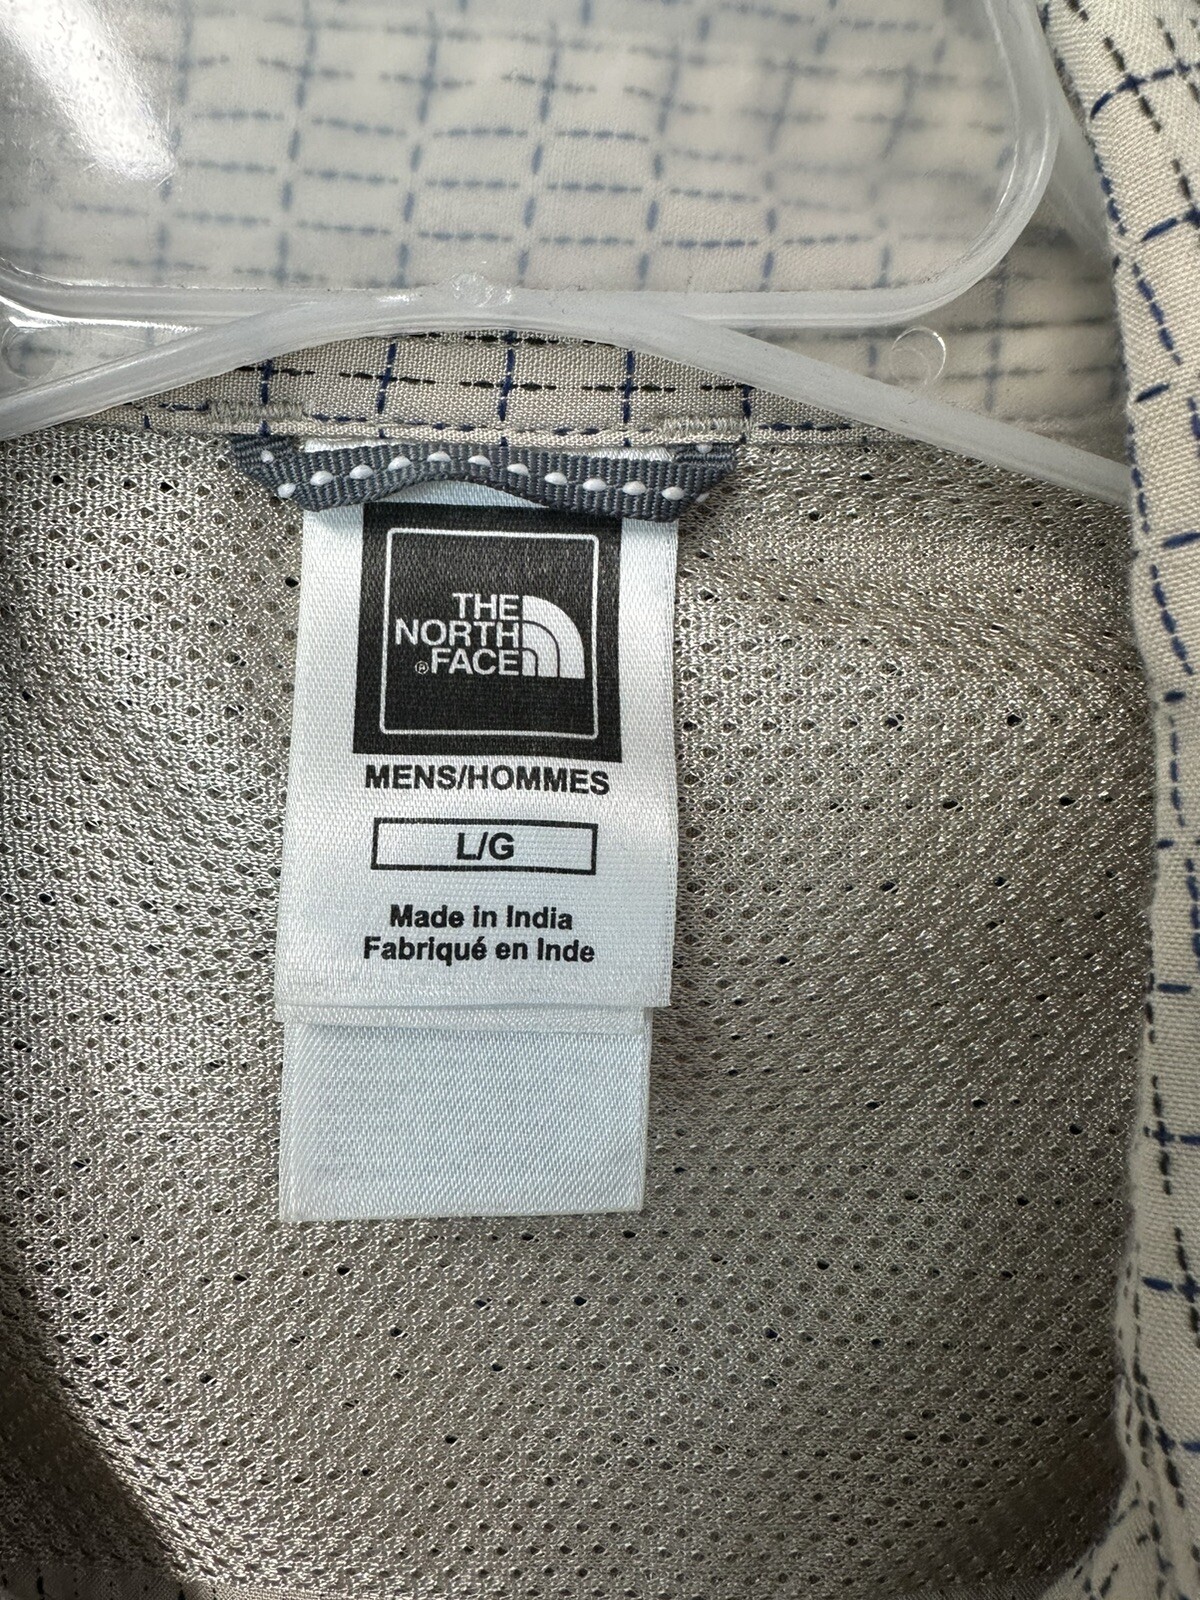 THE
NORTH
® FACE
MENS/HOMMES
L/G
Made in India
Fabriqué en Inde